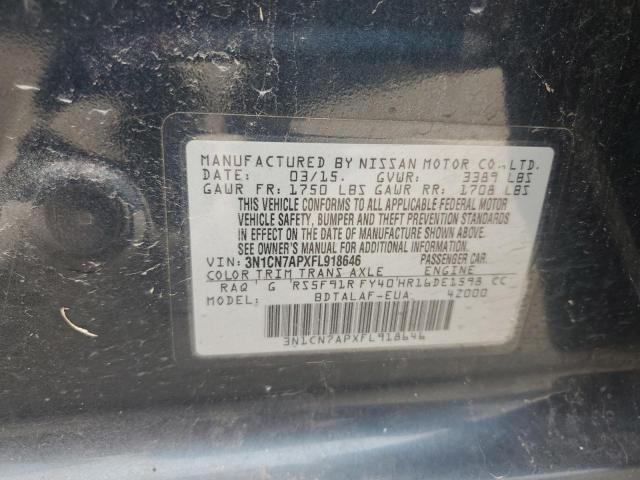 MANUFACTURED BY NISSAN MOTOR CO.,LTD.
DATE: 03/15. GVWR: 3389 LBS
GAWR FR: 1750 LBS GAWR RR: 1708 LBS
THIS VEHICLE CONFORMS TO ALL APPLICABLE FEDERAL MOTOR
VEHICLE SAFETY, BUMPER AND THEFT PREVENTION STANDARDS
IN EFFECT ON THE DATE OF MANUFACTURE SHOWN ABOVE.
SEE OWNER'S MANUAL FOR ADDITIONAL INFORMATION.
VIN: 3N1CN7APXFL918646 PASSENGER CAR.
COLOR TRIM TRANS AXLE ENGINE
RAQ ' G RS5F91R FY40'HR16DE1598 CC
MODEL: BDTALAF-EUA 42000
3N1CN7APXFL918646